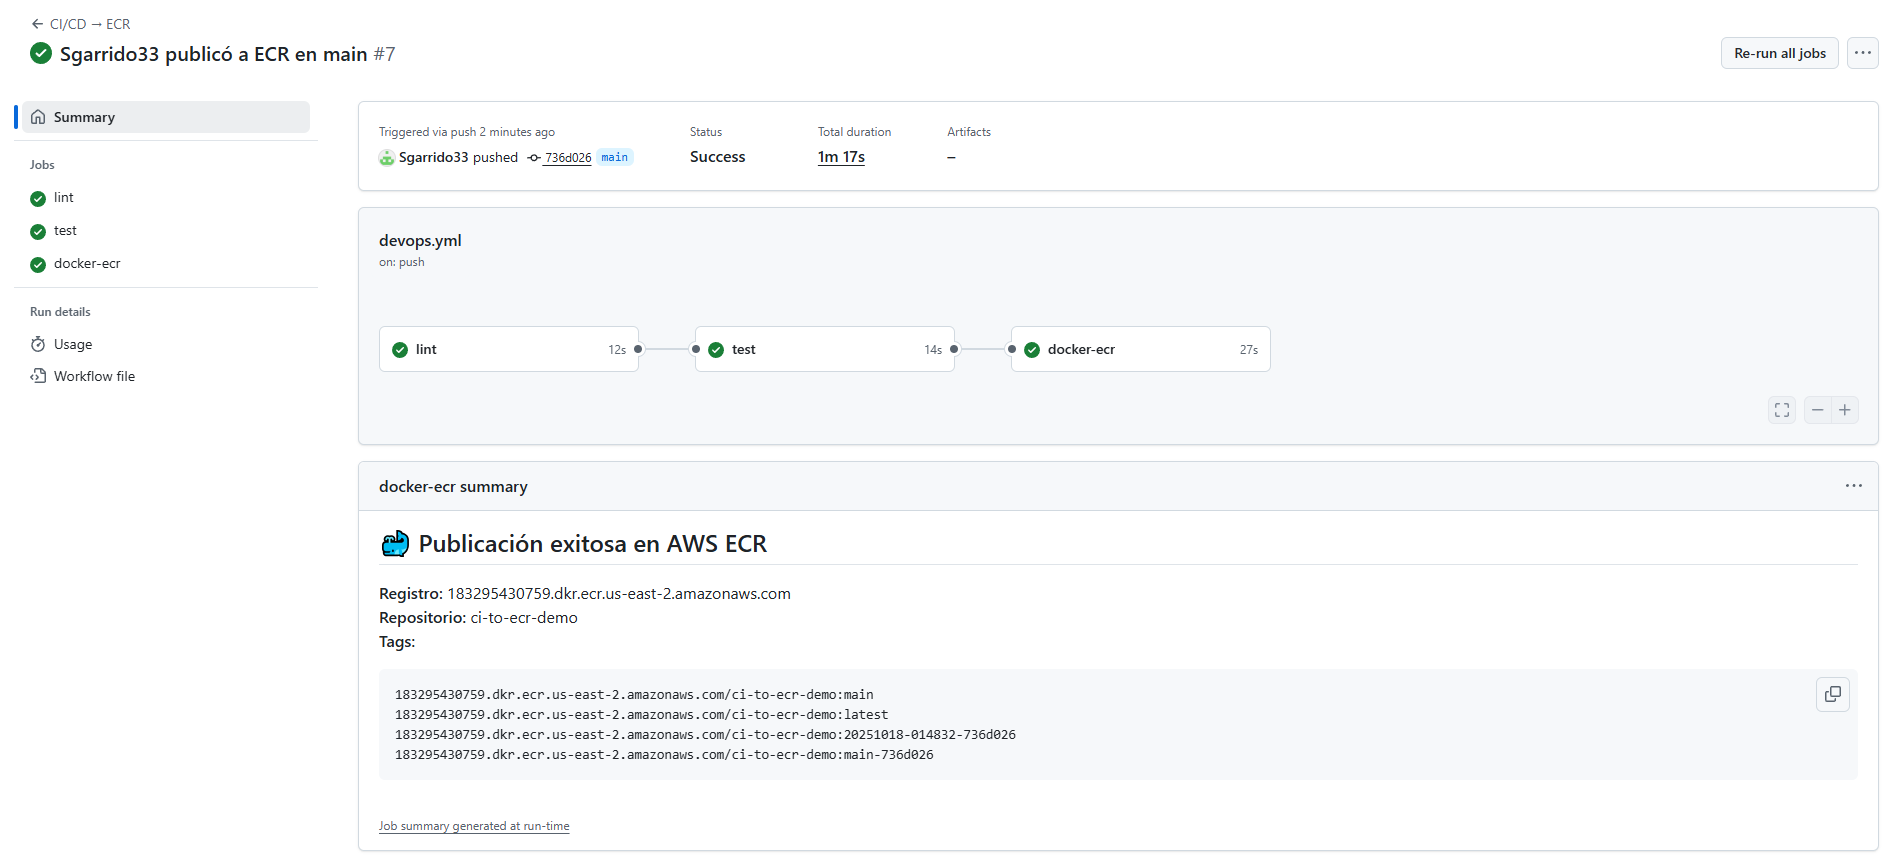 CI/CD → ECR
Sgarrido33 publicó a ECR en main #7
Re-run all jobs
Summary
Jobs
lint
test
docker-ecr
Run details
Usage
Workflow file
Triggered via push 2 minutes ago
Sgarrido33 pushed 736d026 main
Status
Success
Total duration
1m 17s
Artifacts
–
devops.yml
on: push
lint 12s
test 14s
docker-ecr 27s
docker-ecr summary
Publicación exitosa en AWS ECR
Registro: 183295430759.dkr.ecr.us-east-2.amazonaws.com
Repositorio: ci-to-ecr-demo
Tags:
183295430759.dkr.ecr.us-east-2.amazonaws.com/ci-to-ecr-demo:main
183295430759.dkr.ecr.us-east-2.amazonaws.com/ci-to-ecr-demo:latest
183295430759.dkr.ecr.us-east-2.amazonaws.com/ci-to-ecr-demo:20251018-014832-736d026
183295430759.dkr.ecr.us-east-2.amazonaws.com/ci-to-ecr-demo:main-736d026
Job summary generated at run-time